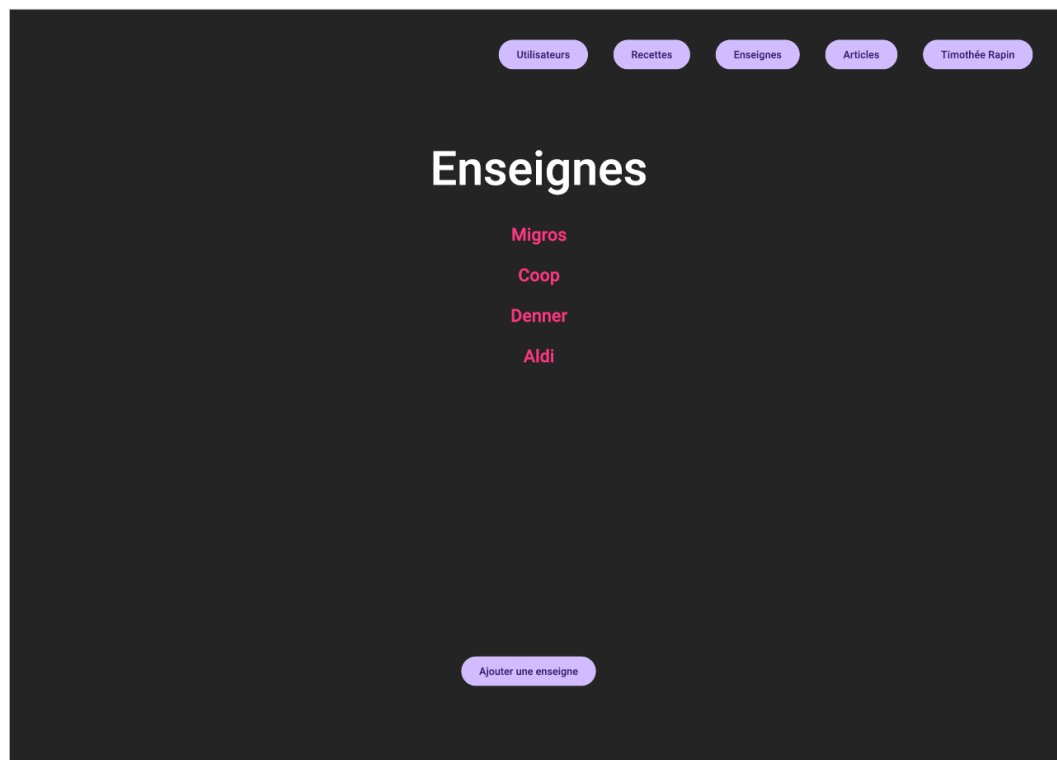 Utilisateurs Recettes Enseignes Articles Timothée Rapin
Enseignes
Migros
Coop
Denner
Aldi
Ajouter une enseigne